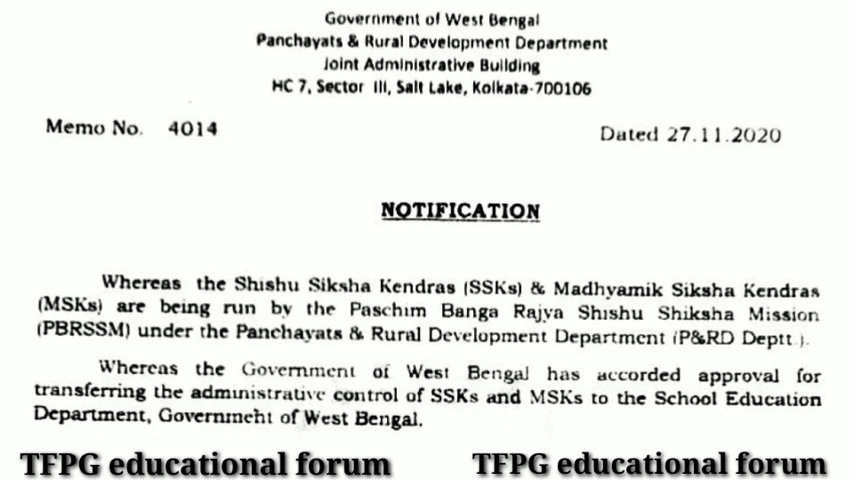 Government of West Bengal
Panchayats & Rural Development Department
Joint Administrative Building
HC 7, Sector III, Salt Lake, Kolkata-700106
Memo No. 4014
Dated 27.11.2020
NOTIFICATION
Whereas the Shishu Siksha Kendras (SSKs) & Madhyamik Siksha Kendras
(MSKs) are being run by the Paschim Banga Rajya Shishu Shiksha Mission
(PBRSSM) under the Panchayats & Rural Development Department (P&RD Deptt.).
Whereas the Government of West Bengal has accorded approval for
transferring the administrative control of SSKs and MSKs to the School Education
Department, Government of West Bengal.
TFPG educational forum
TFPG educational forum